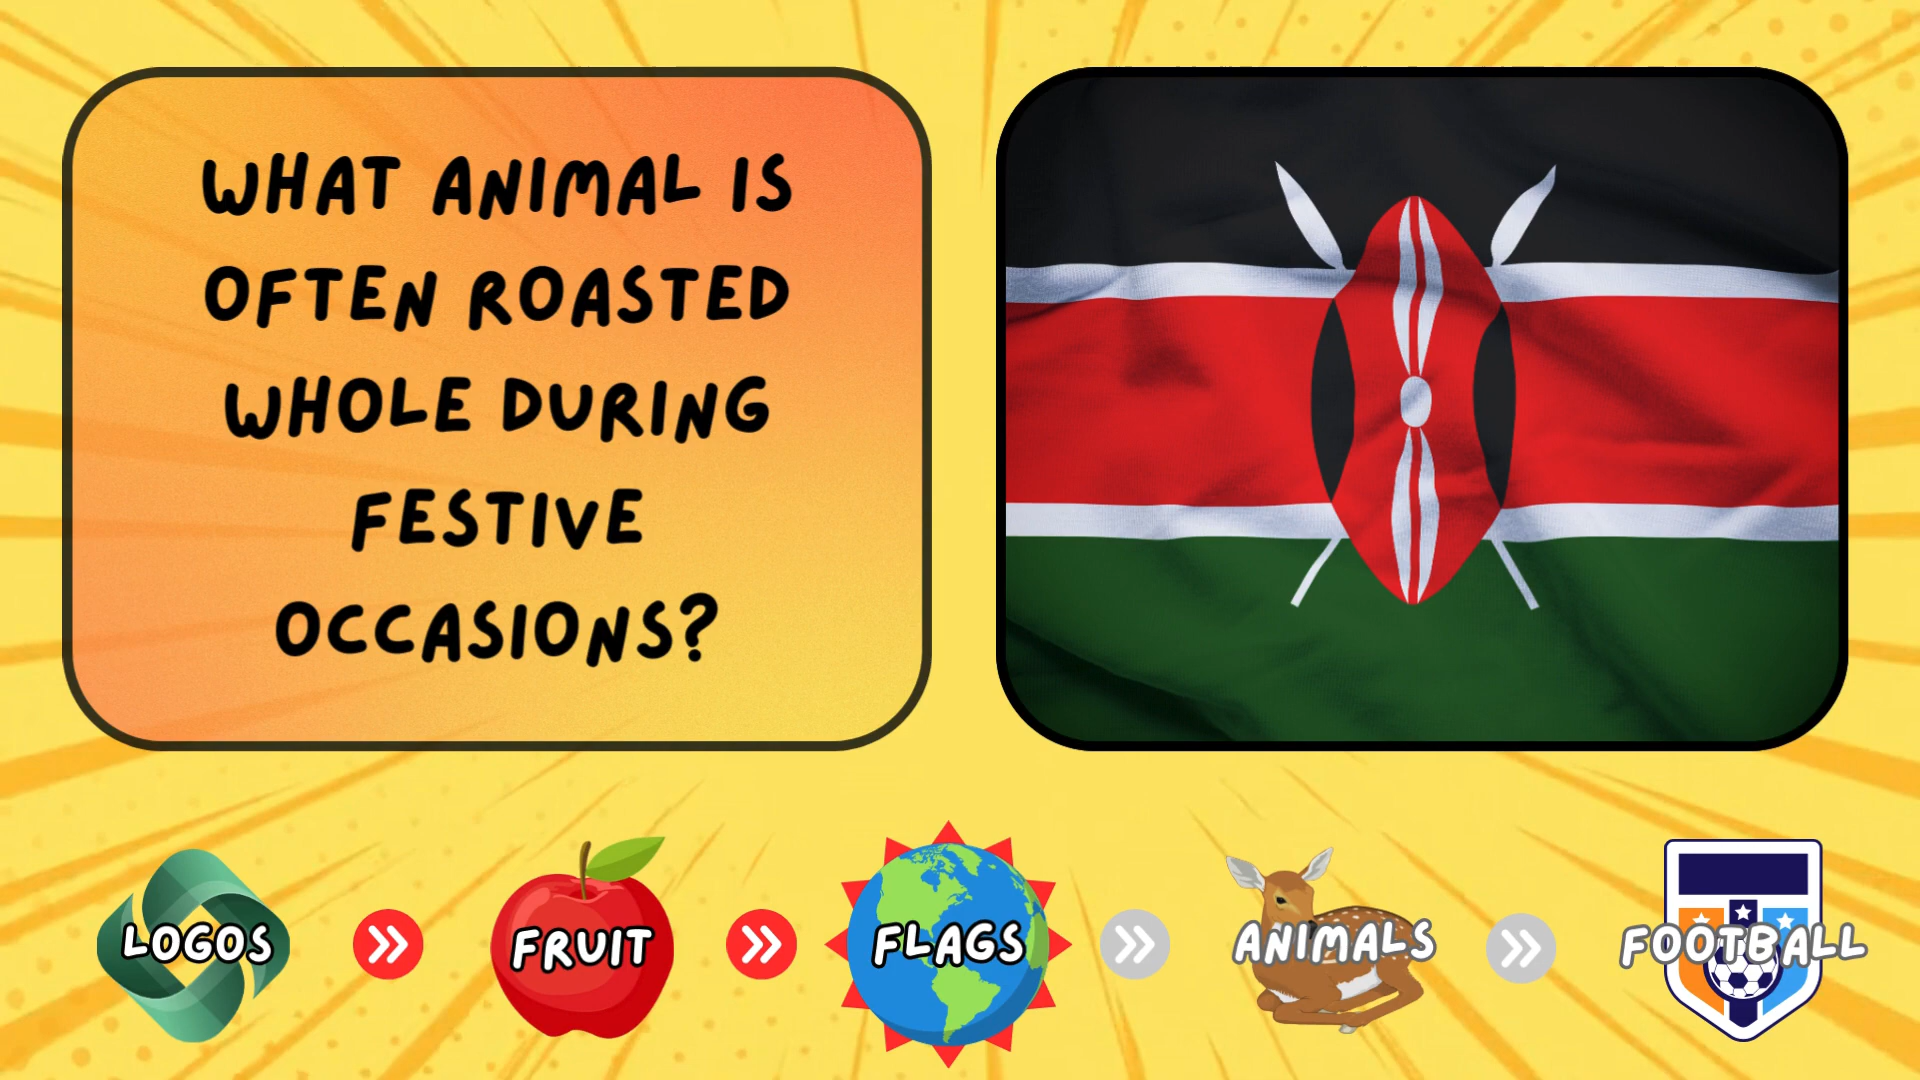 WHAT ANIMAL IS
OFTEN ROASTED
WHOLE DURING
FESTIVE
OCCASIONS?
LOGOS
FRUIT
FLAGS
ANIMALS
FOOTBALL